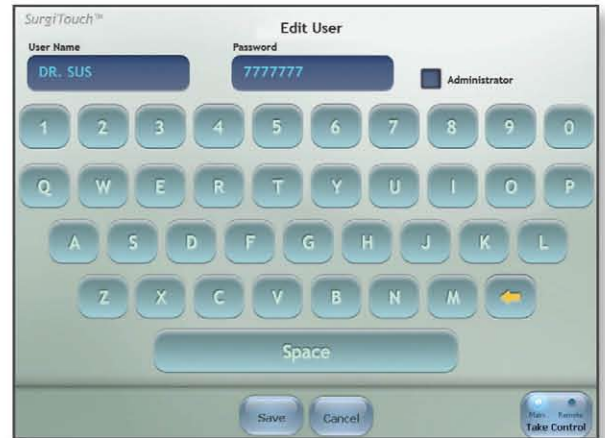 SurgiTouch™
Edit User
User Name
Password
DR. SUS
7777777
Administrator
1 2 3 4 5 6 7 8 9 0
Q W E R T Y U I O P
A S D F G H J K L
Z X C V B N M
Space
Save Cancel
Main Remote
Take Control